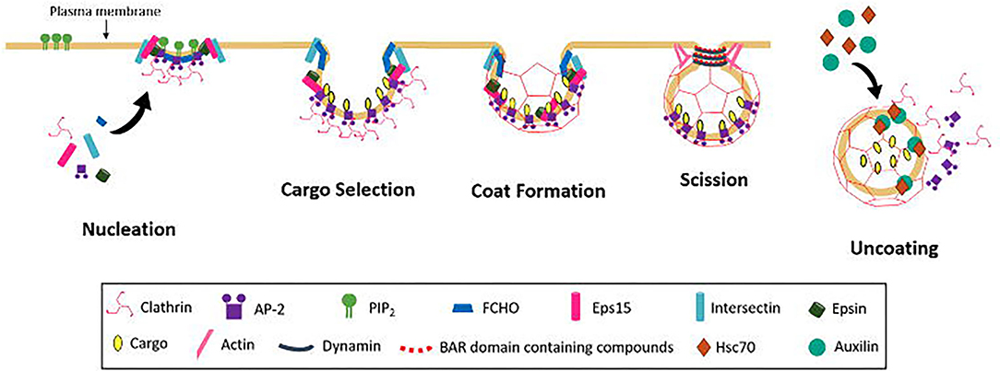 Plasma membrane
Nucleation
Cargo Selection
Coat Formation
Scission
Uncoating
Clathrin
AP-2
PIP₂
FCHO
Eps15
Intersectin
Epsin
Cargo
Actin
Dynamin
BAR domain containing compounds
Hsc70
Auxilin